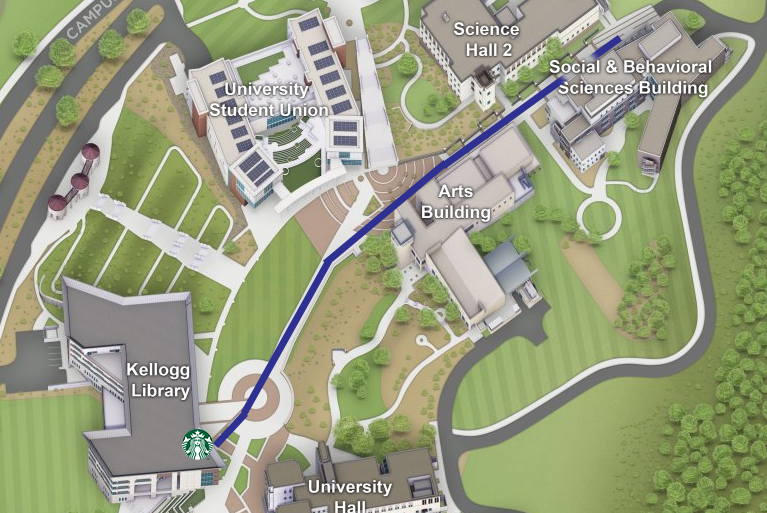 CAMPUS
Science
Hall 2
Social & Behavioral
Sciences Building
University
Student Union
Arts
Building
Kellogg
Library
University
Hall